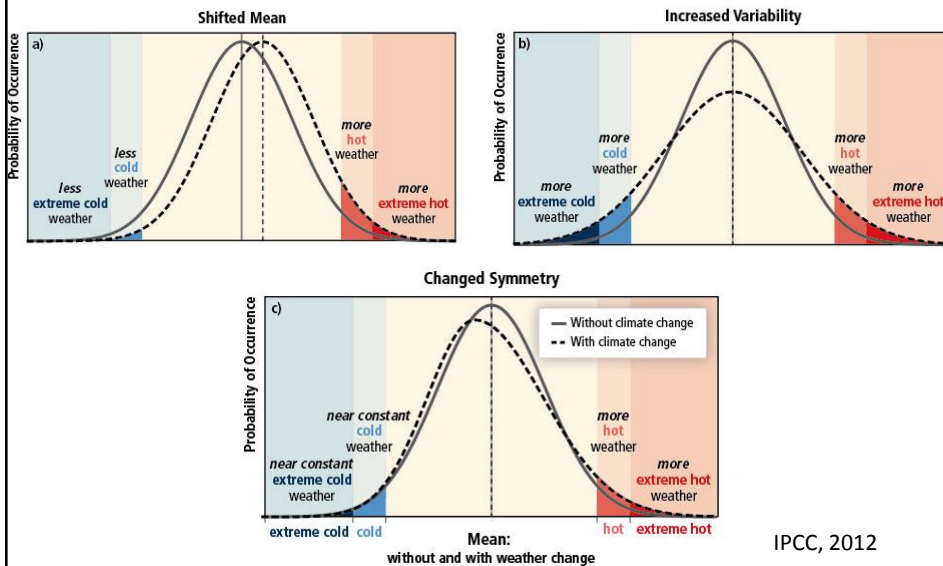 Shifted Mean
a)
Probability of Occurrence
less
extreme cold
weather
less
cold
weather
more
hot
weather
more
extreme hot
weather
Increased Variability
b)
Probability of Occurrence
more
extreme cold
weather
more
cold
weather
more
hot
weather
more
extreme hot
weather
Changed Symmetry
c)
Probability of Occurrence
Without climate change
With climate change
near constant
extreme cold
weather
near constant
cold
weather
more
hot
weather
more
extreme hot
weather
extreme cold
cold
hot
extreme hot
Mean:
without and with weather change
IPCC, 2012